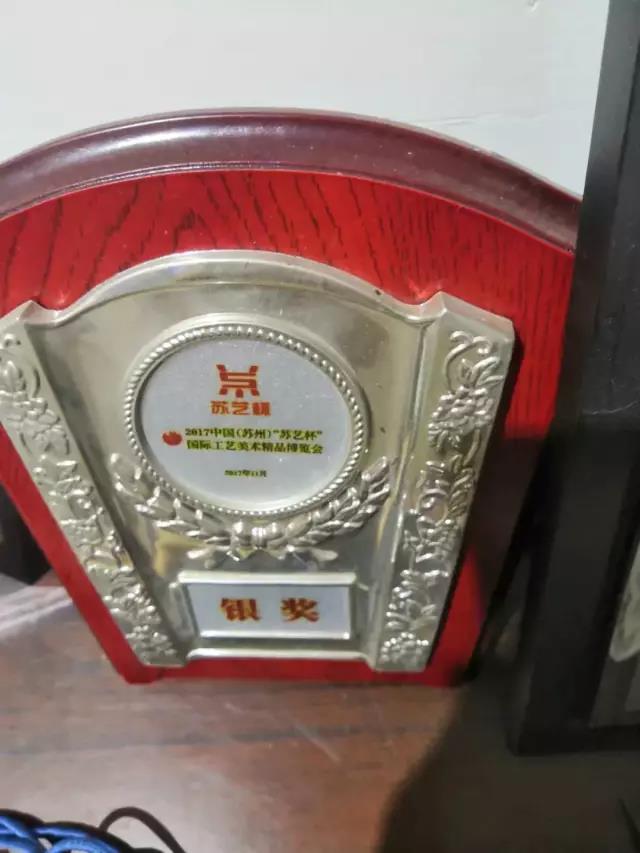 苏艺杯
2017中国(苏州)“苏艺杯”
国际工艺美术精品博览会
2017年11月
银奖